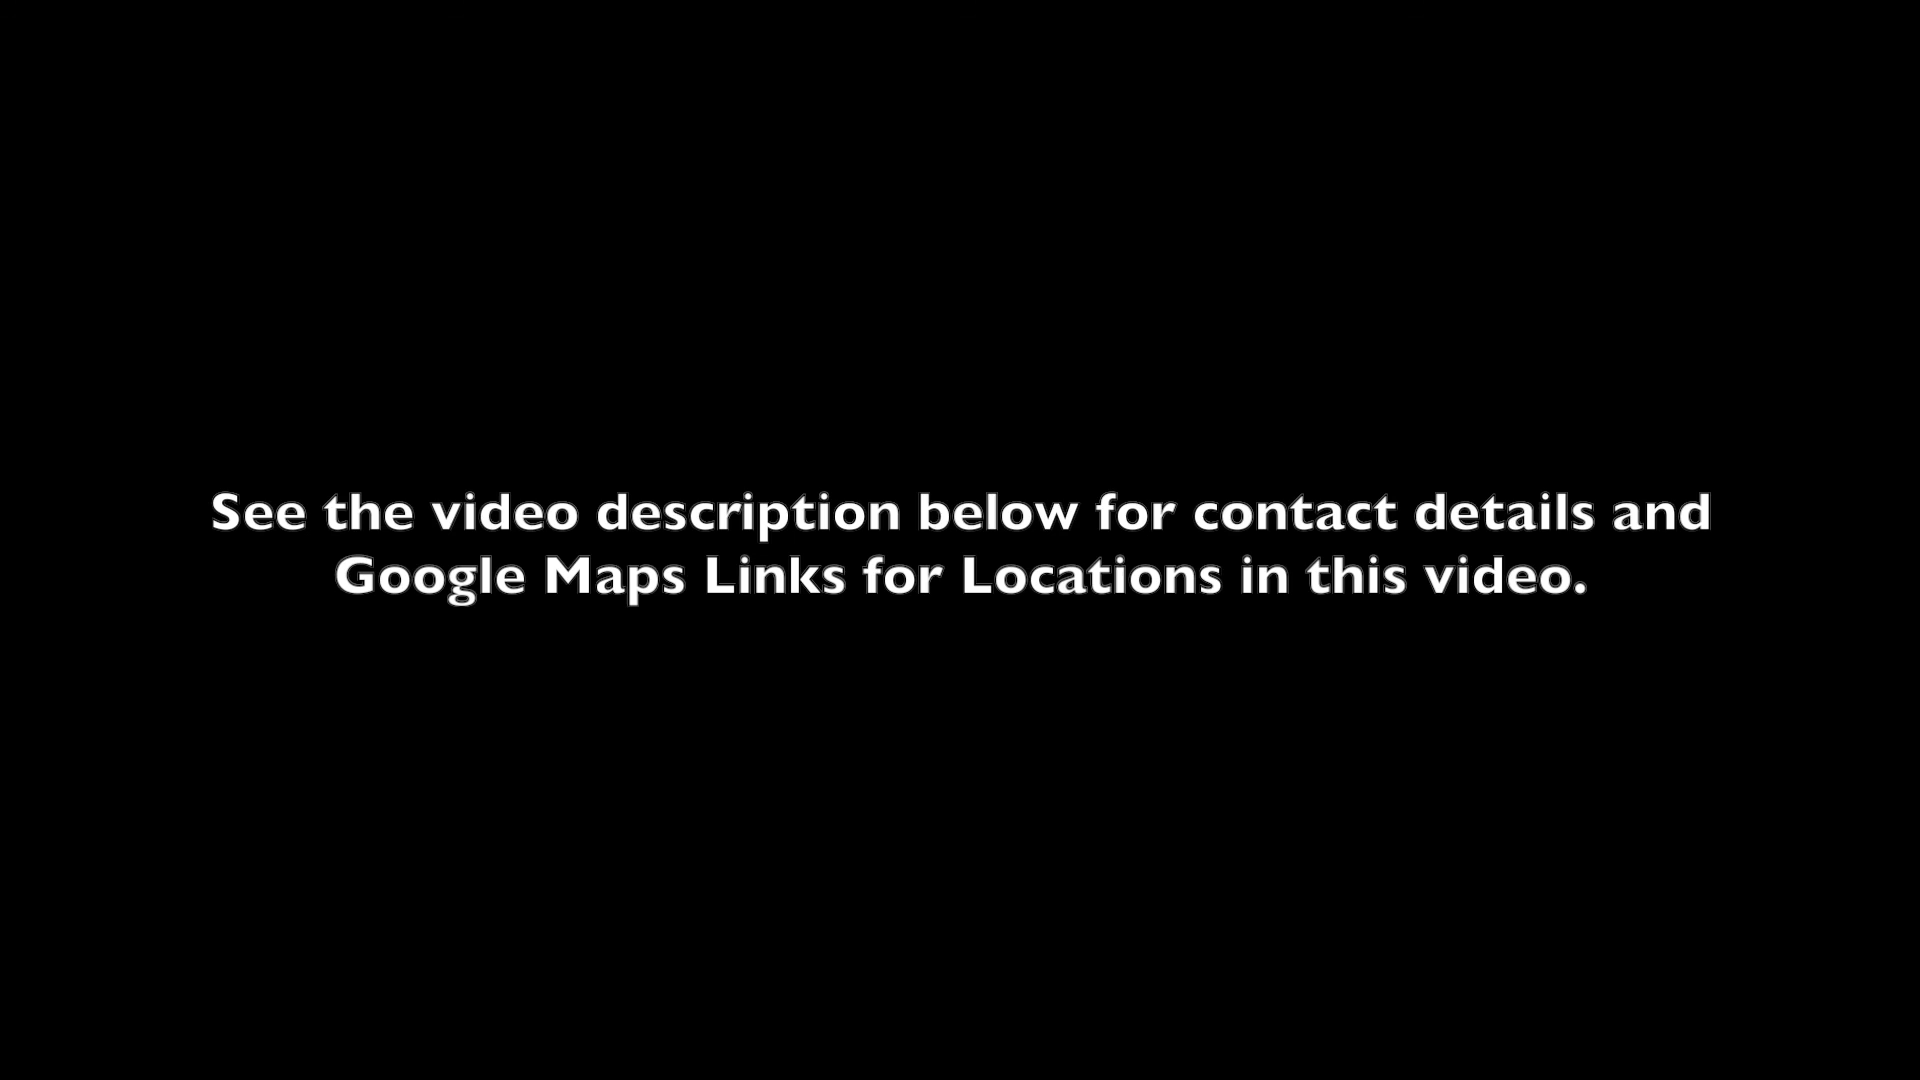 See the video description below for contact details and
Google Maps Links for Locations in this video.